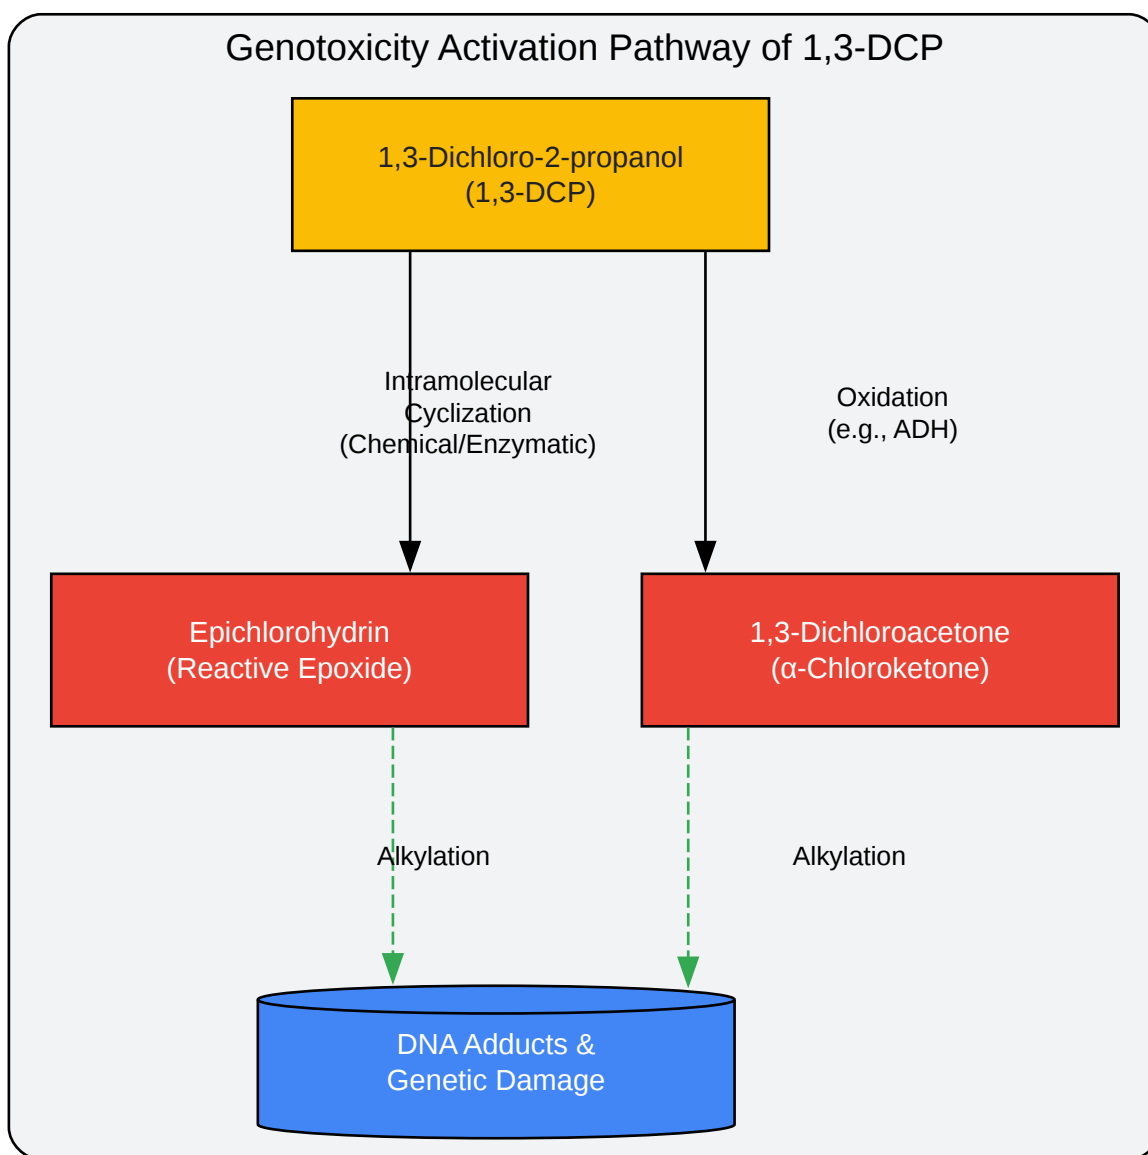 Genotoxicity Activation Pathway of 1,3-DCP
1,3-Dichloro-2-propanol
(1,3-DCP)
Intramolecular
Cyclization
(Chemical/Enzymatic)
Oxidation
(e.g., ADH)
Epichlorohydrin
(Reactive Epoxide)
1,3-Dichloroacetone
(α-Chloroketone)
Alkylation
Alkylation
DNA Adducts &
Genetic Damage